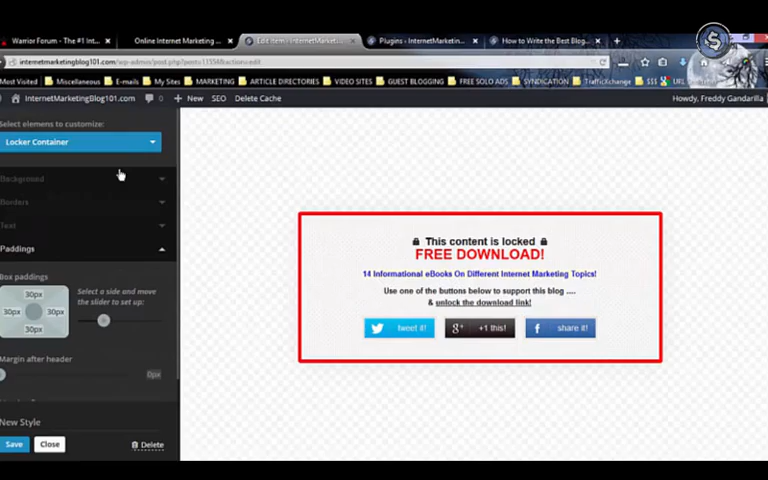 Warrior Forum - The #1 Int...
Online Internet Marketing ...
Edit Item ‹ InternetMarketi...
Plugins ‹ InternetMarketin...
How to Write the Best Blog...
internetmarketingblog101.com/wp-admin/post.php?post=11554&action=edit
Most Visited
Miscellaneous
E-mails
My Sites
MARKETING
ARTICLE DIRECTORIES
VIDEO SITES
GUEST BLOGGING
FREE SOLO ADS
SYNDICATION
TrafficXchange
$$$
URL
InternetMarketingBlog101.com
0
New
SEO
Delete Cache
Howdy, Freddy Gandarilla
Select elemens to customize:
Locker Container
Background
Borders
Text
Paddings
Box paddings
30px
30px
30px
30px
Select a side and move
the slider to set up:
Margin after header
0px
New Style
Save
Close
Delete
This content is locked
FREE DOWNLOAD!
14 Informational eBooks On Different Internet Marketing Topics!
Use one of the buttons below to support this blog ....
& unlock the download link!
tweet it!
+1 this!
share it!